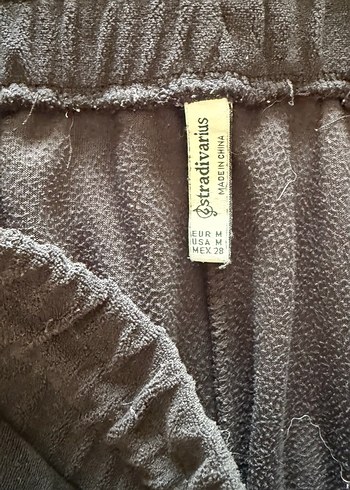 stradivarius
MADE IN CHINA
EUR M
USA M
MEX 28